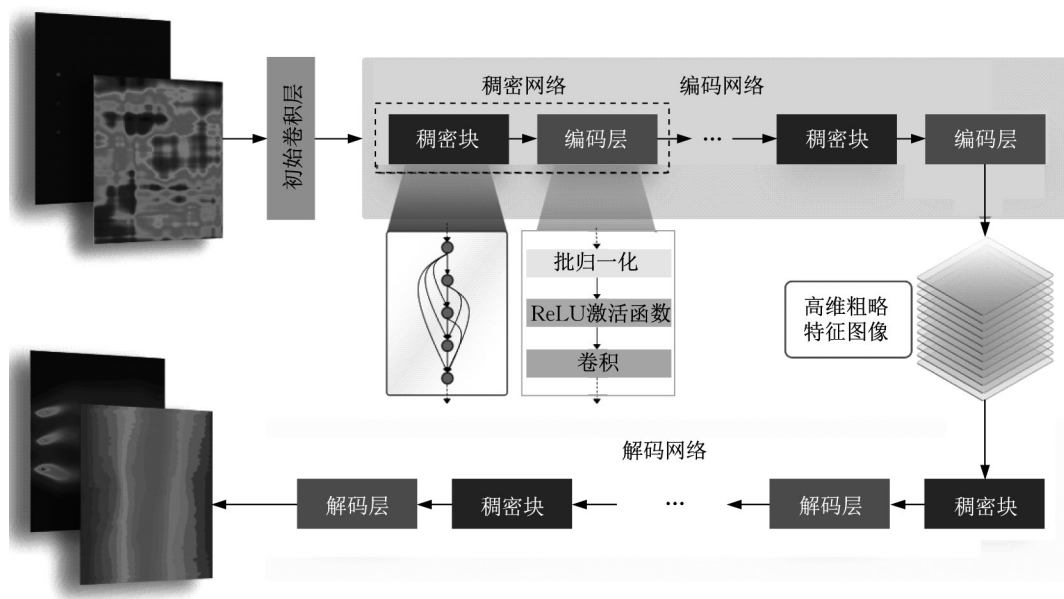 稠密网络
编码网络
初始卷积层
稠密块
编码层
...
稠密块
编码层
批归一化
ReLU激活函数
卷积
高维粗略
特征图像
解码网络
解码层
稠密块
...
解码层
稠密块